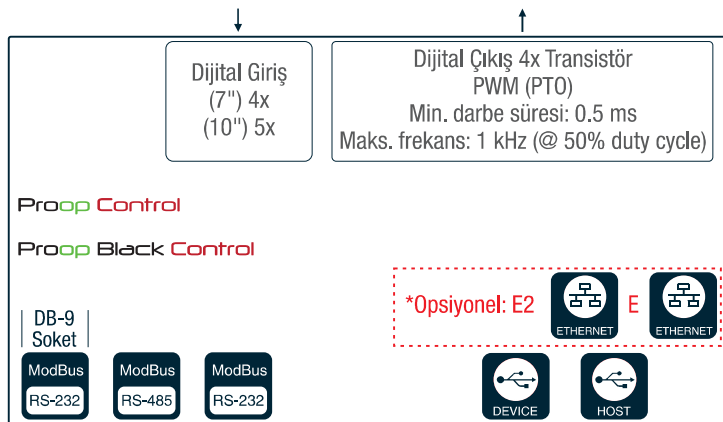 Dijital Giriş
(7") 4x
(10") 5x
Dijital Çıkış 4x Transistör
PWM (PTO)
Min. darbe süresi: 0.5 ms
Maks. frekans: 1 kHz (@ 50% duty cycle)
Proop Control
Proop Black Control
*Opsiyonel: E2
ETHERNET
E
ETHERNET
DB-9
Soket
ModBus
RS-232
ModBus
RS-485
ModBus
RS-232
DEVICE
HOST